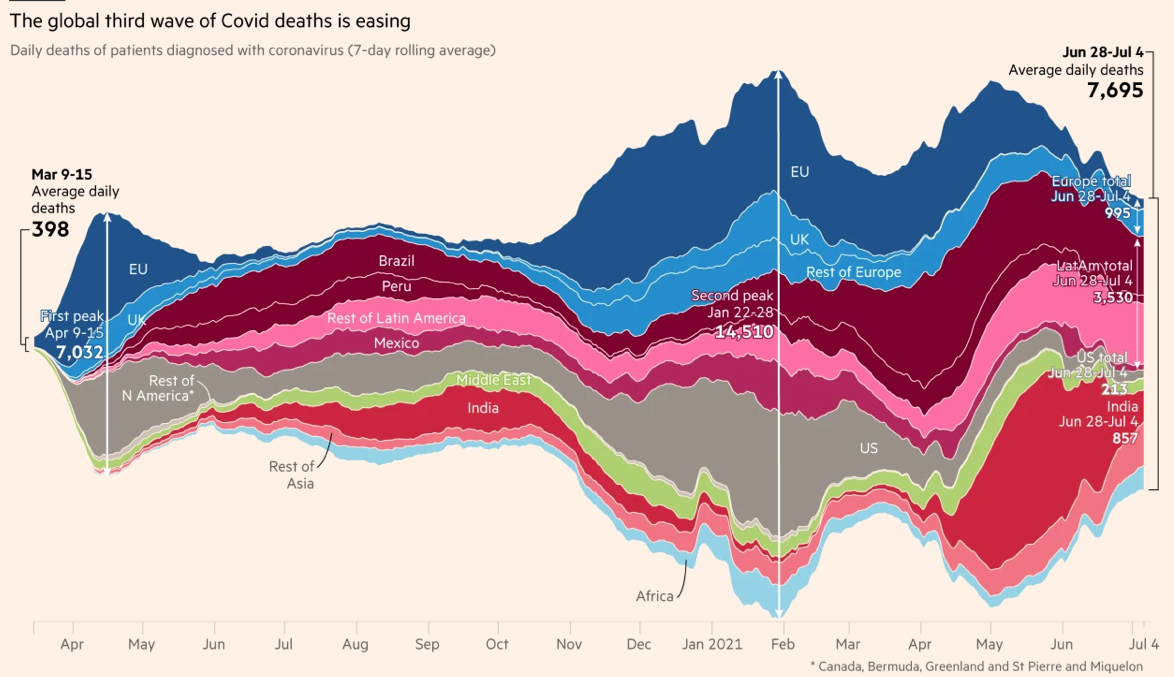 The global third wave of Covid deaths is easing
Daily deaths of patients diagnosed with coronavirus (7-day rolling average)
Jun 28-Jul 4
Average daily deaths
7,695
Mar 9-15
Average daily
deaths
398
EU
UK
First peak
Apr 9-15
7,032
Brazil
Peru
Rest of Latin America
Mexico
Rest of
N America*
Middle East
India
Rest of
Asia
EU
UK
Rest of Europe
Second peak
Jan 22-28
14,510
US
Africa
Europe total
Jun 28-Jul 4
995
LatAm total
Jun 28-Jul 4
3,530
US total
Jun 28-Jul 4
213
India
Jun 28-Jul 4
857
Apr May Jun Jul Aug Sep Oct Nov Dec Jan 2021 Feb Mar Apr May Jun Jul 4
* Canada, Bermuda, Greenland and St Pierre and Miquelon